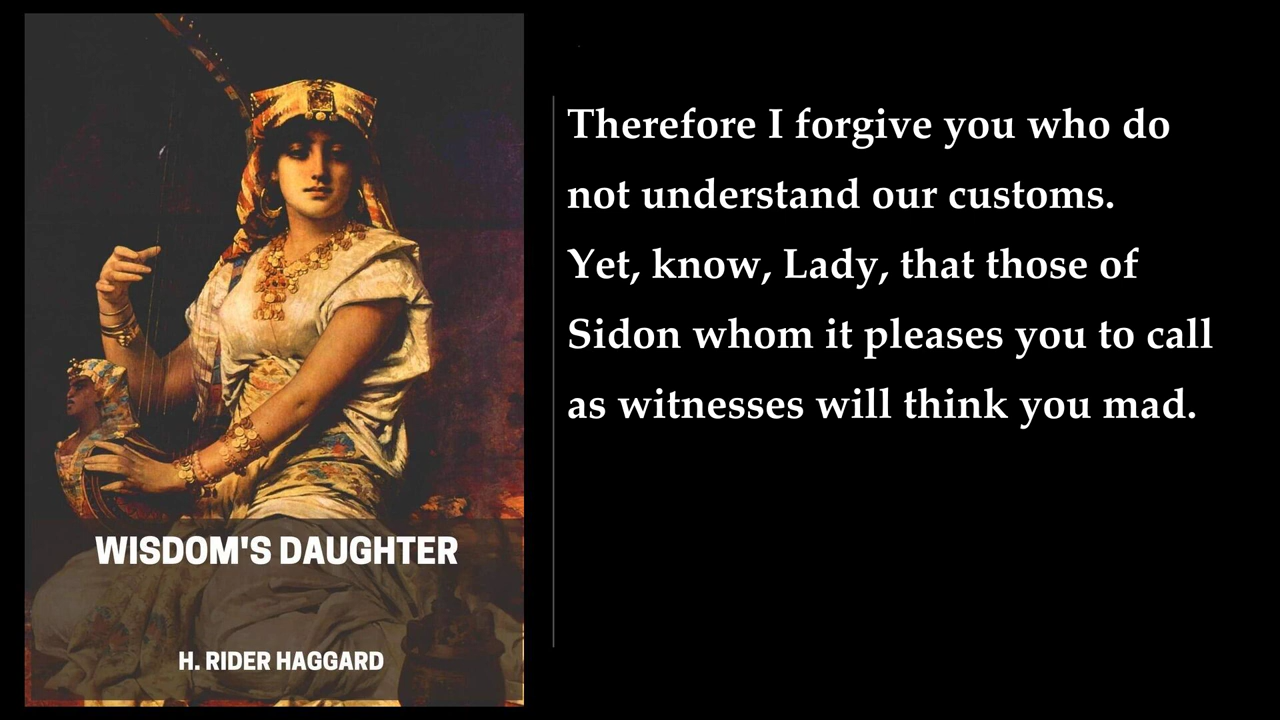 Therefore I forgive you who do
not understand our customs.
Yet, know, Lady, that those of
Sidon whom it pleases you to call
as witnesses will think you mad.
WISDOM'S DAUGHTER
H. RIDER HAGGARD